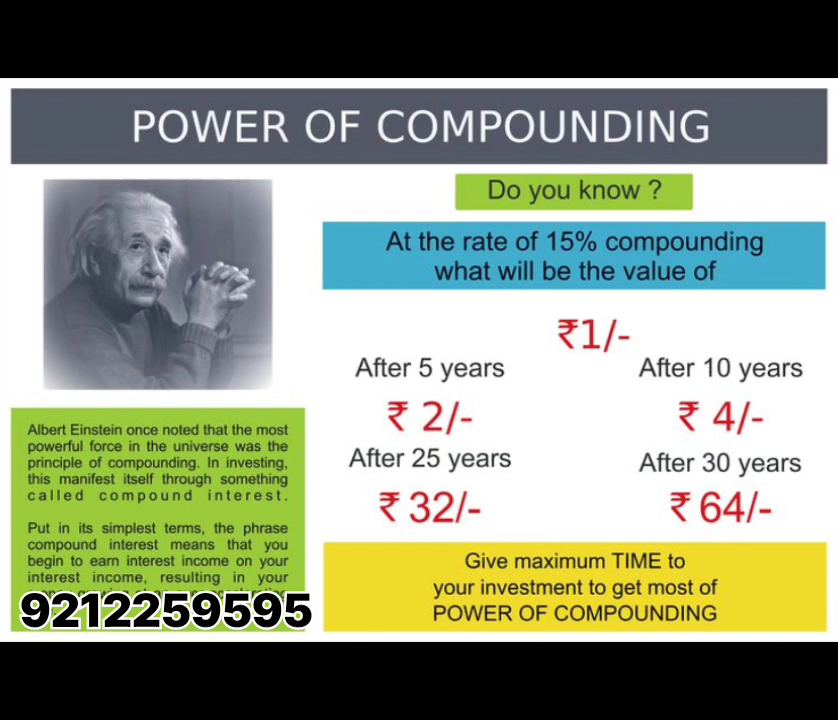 POWER OF COMPOUNDING
Do you know ?
At the rate of 15% compounding
what will be the value of
₹1/-
After 5 years
After 10 years
₹ 2/-
₹ 4/-
After 25 years
After 30 years
₹ 32/-
₹ 64/-
Give maximum TIME to
your investment to get most of
POWER OF COMPOUNDING
Albert Einstein once noted that the most
powerful force in the universe was the
principle of compounding. In investing,
this manifest itself through something
called compound interest.
Put in its simplest terms, the phrase
compound interest means that you
begin to earn interest income on your
interest income, resulting in your
9212259595